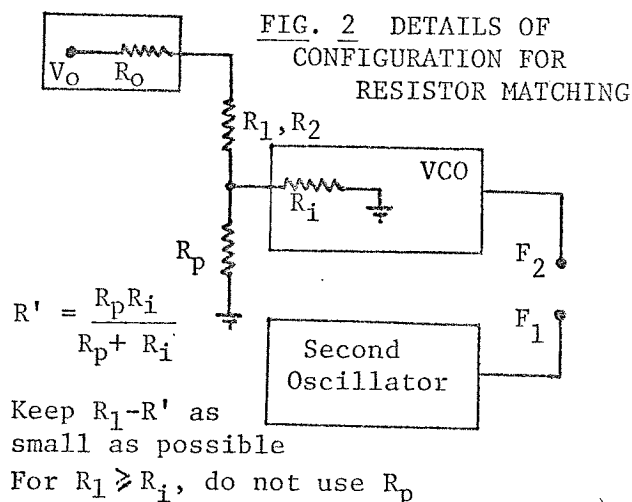 FIG. 2 DETAILS OF
CONFIGURATION FOR
RESISTOR MATCHING
V₀
R₀
R₁,R₂
VCO
Rᵢ
Rₚ
F₂
F₁
R' = RₚRᵢ / Rₚ+ Rᵢ
Second
Oscillator
Keep R₁-R' as
small as possible
For R₁ ⩾ Rᵢ, do not use Rₚ